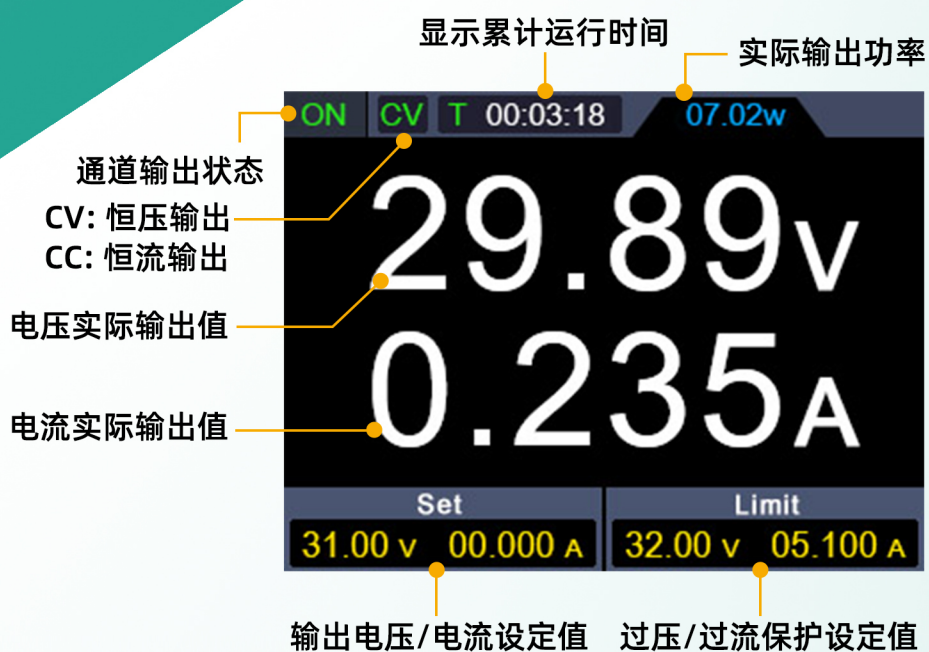 显示累计运行时间
实际输出功率
ON CV T 00:03:18 07.02w
通道输出状态
CV: 恒压输出
CC: 恒流输出
29.89V
电压实际输出值
0.235A
电流实际输出值
Set Limit
31.00 V 00.000 A 32.00 V 05.100 A
输出电压/电流设定值 过压/过流保护设定值